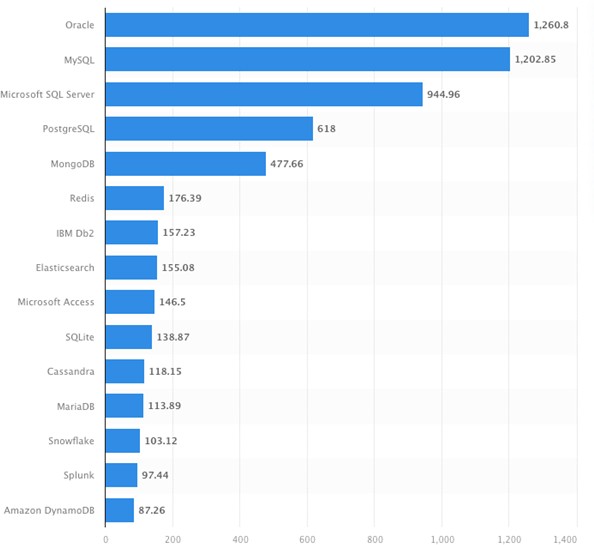 Oracle 1,260.8
MySQL 1,202.85
Microsoft SQL Server 944.96
PostgreSQL 618
MongoDB 477.66
Redis 176.39
IBM Db2 157.23
Elasticsearch 155.08
Microsoft Access 146.5
SQLite 138.87
Cassandra 118.15
MariaDB 113.89
Snowflake 103.12
Splunk 97.44
Amazon DynamoDB 87.26
0 200 400 600 800 1,000 1,200 1,400